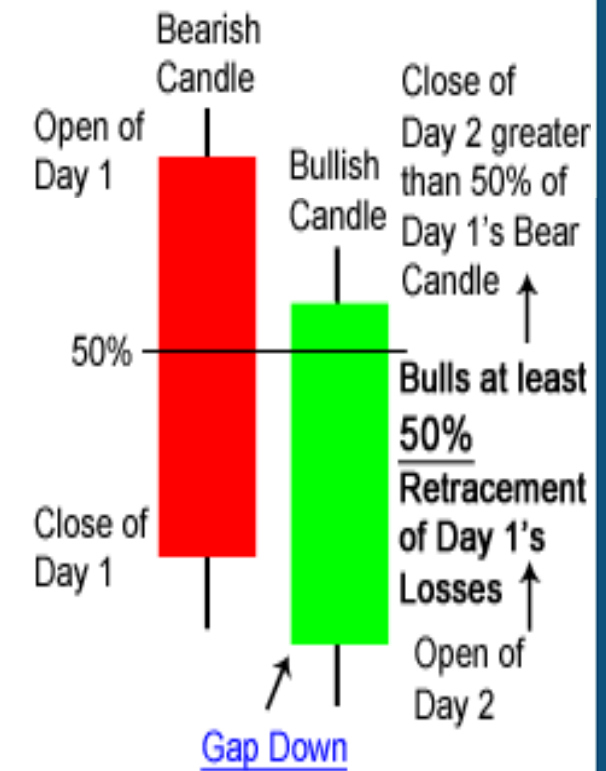 Bearish
Candle
Open of
Day 1
Bullish
Candle
Close of
Day 2 greater
than 50% of
Day 1's Bear
Candle
50%
Bulls at least
50%
Retracement
of Day 1's
Losses
Close of
Day 1
Open of
Day 2
Gap Down